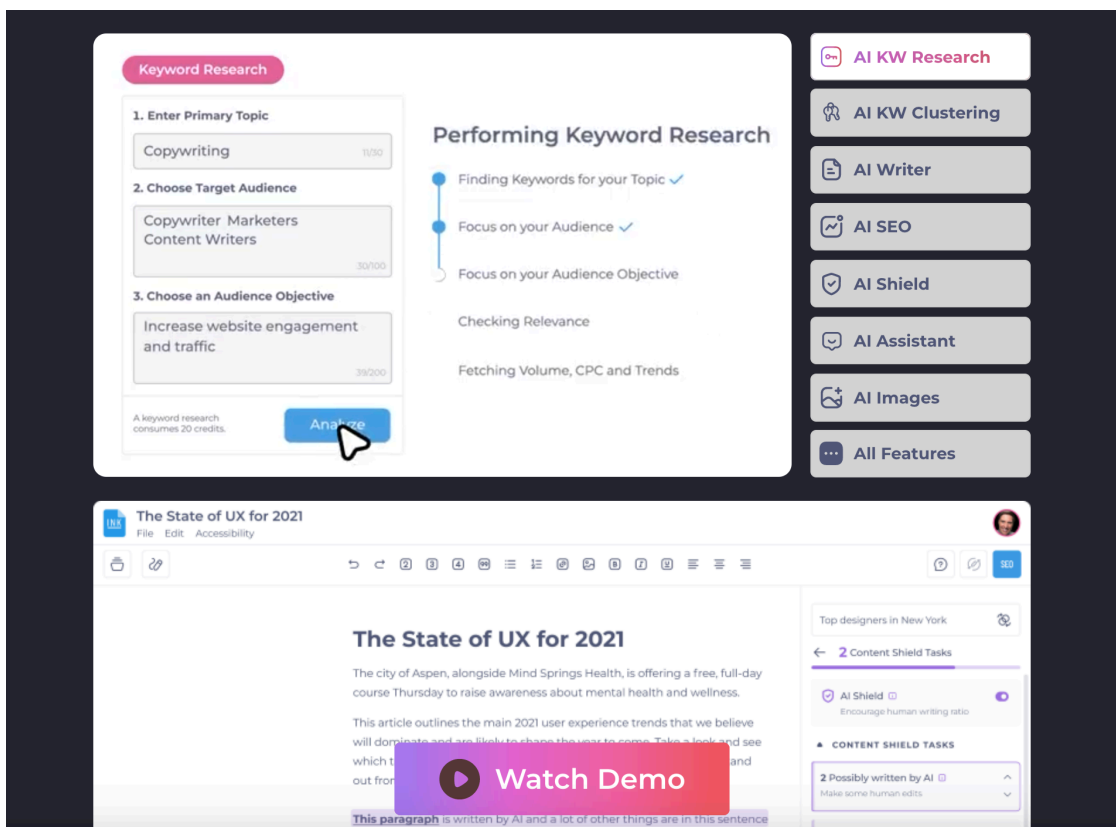 Keyword Research
1. Enter Primary Topic
Copywriting
11/30
2. Choose Target Audience
Copywriter Marketers
Content Writers
30/100
3. Choose an Audience Objective
Increase website engagement
and traffic
39/200
A keyword research
consumes 20 credits.
Analyze
Performing Keyword Research
Finding Keywords for your Topic
Focus on your Audience
Focus on your Audience Objective
Checking Relevance
Fetching Volume, CPC and Trends
AI KW Research
AI KW Clustering
AI Writer
AI SEO
AI Shield
AI Assistant
AI Images
All Features
INK
The State of UX for 2021
File Edit Accessibility
SEO
The State of UX for 2021
The city of Aspen, alongside Mind Springs Health, is offering a free, full-day
course Thursday to raise awareness about mental health and wellness.
This article outlines the main 2021 user experience trends that we believe
will dominate and are likely to shape the year to come. Take a look and see
which t
and
out fro
This paragraph is written by AI and a lot of other things are in this sentence
Watch Demo
Top designers in New York
2 Content Shield Tasks
AI Shield
Encourage human writing ratio
CONTENT SHIELD TASKS
2 Possibly written by AI
Make some human edits